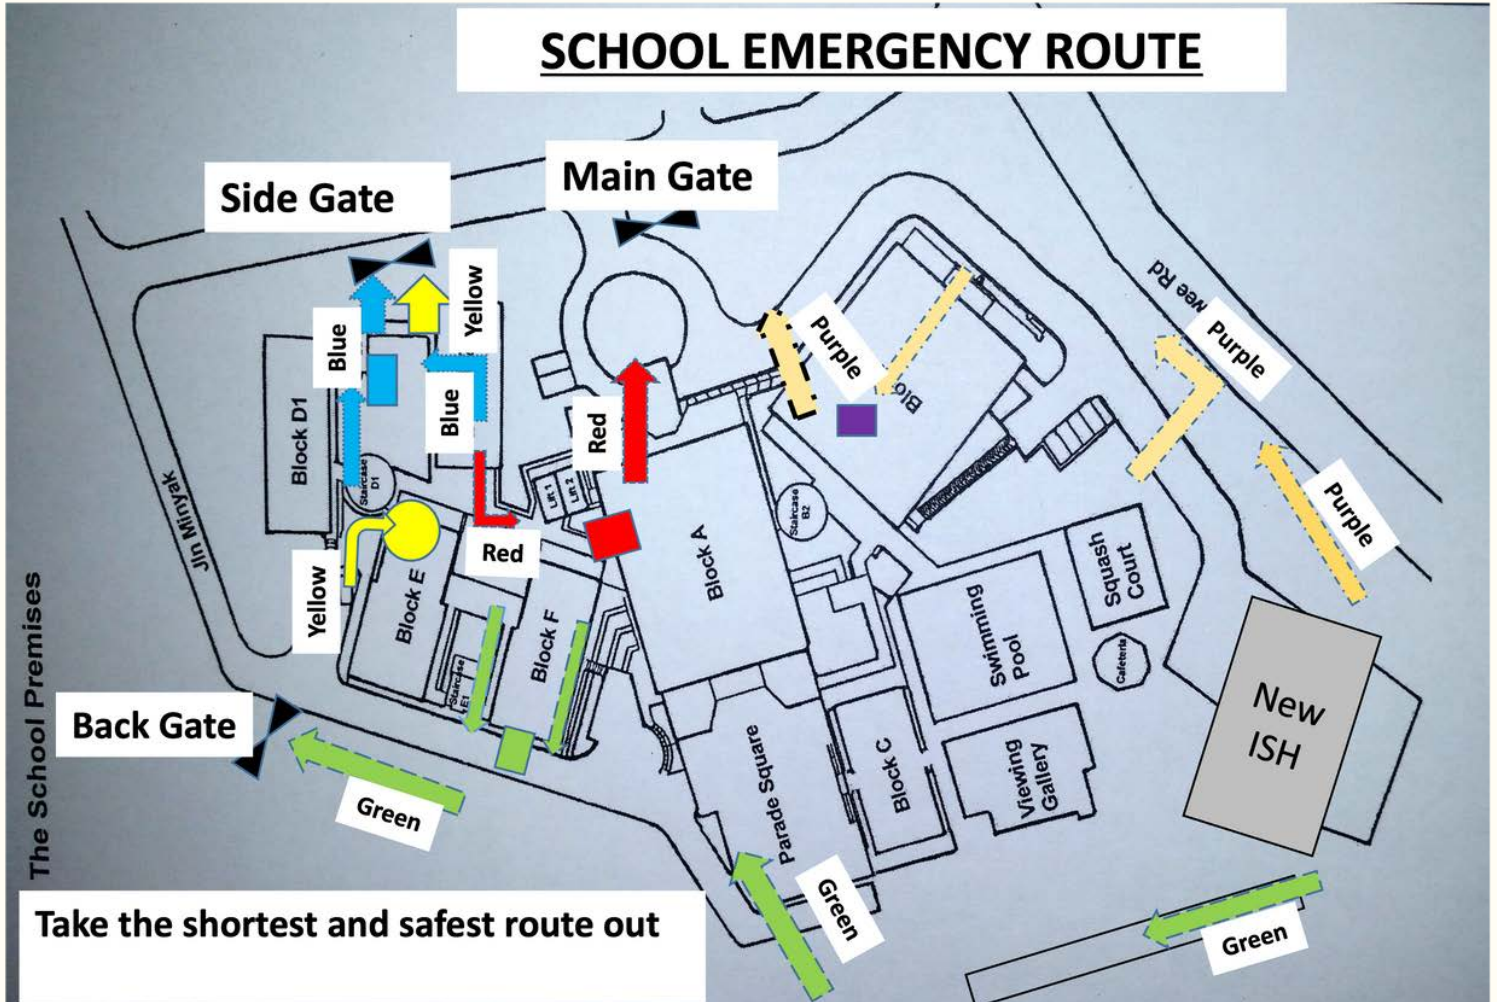 SCHOOL EMERGENCY ROUTE
Side Gate
Main Gate
Yellow
Blue
Blue
Purple
Purple
Red
Block D1
Staircase
D1
Lift 1
Lift 2
Jln Minyak
Red
Yellow
Block E
Block F
Block A
Staircase
B2
Staircase
E1
Squash
Court
Swimming
Pool
Cafeteria
Purple
New
ISH
The School Premises
Back Gate
Green
Parade Square
Block C
Viewing
Gallery
Green
Green
Take the shortest and safest route out